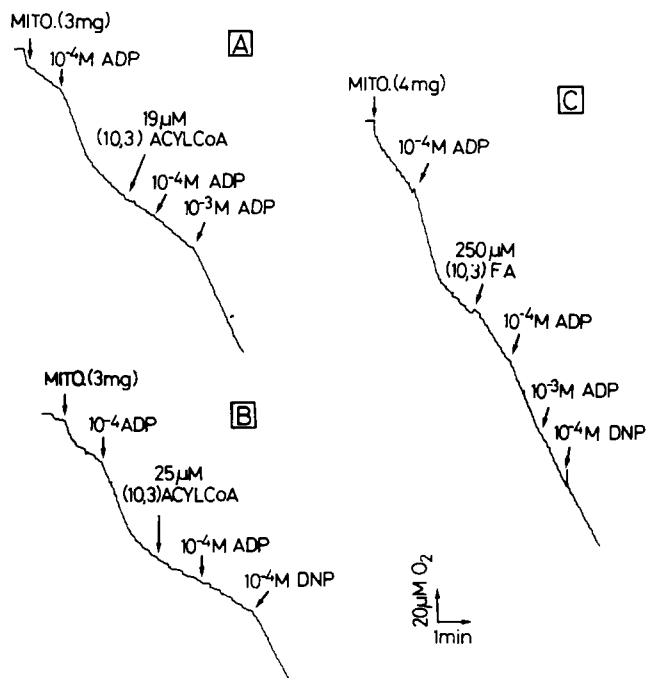 A
MITO.(3mg)
10⁻⁴M ADP
19μM
(10,3) ACYLCoA
10⁻⁴M ADP
10⁻³M ADP
B
MITO.(3mg)
10⁻⁴ADP
25μM
(10,3)ACYLCoA
10⁻⁴M ADP
10⁻⁴M DNP
C
MITO.(4mg)
10⁻⁴M ADP
250μM
(10,3)FA
10⁻⁴M ADP
10⁻³M ADP
10⁻⁴M DNP
20μM O₂
1min